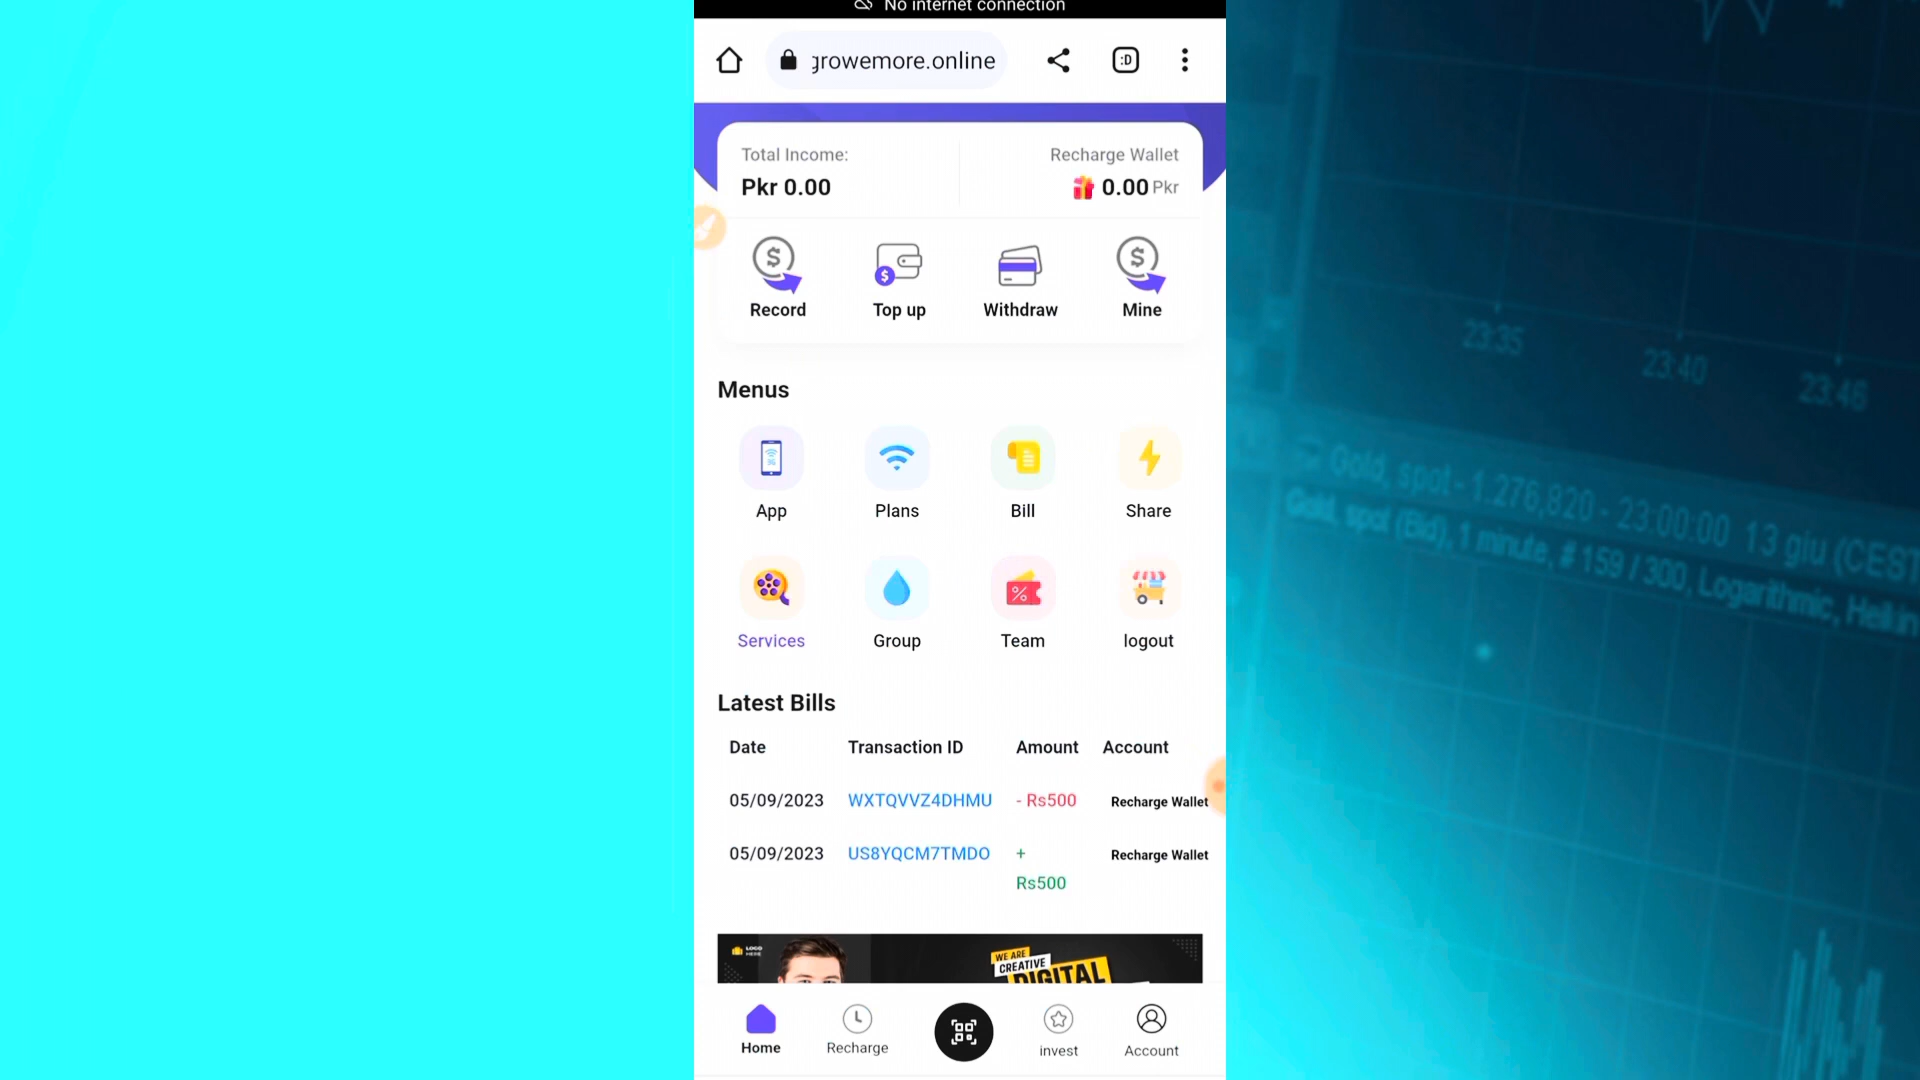 No internet connection
growemore.online
:D
Total Income:
Recharge Wallet
Pkr 0.00
0.00 Pkr
Record
Top up
Withdraw
Mine
Menus
App
Plans
Bill
Share
Services
Group
Team
logout
Latest Bills
Date Transaction ID Amount Account
05/09/2023 WXTQVVZ4DHMU - Rs500 Recharge Wallet
05/09/2023 US8YQCM7TMDO + Recharge Wallet
Rs500
LOGO
HERE
WE ARE
CREATIVE
DIGITAL
Home
Recharge
invest
Account
23:35
23:40
23:46
Gold, spot - 1.276,820 - 23:00:00 13 giu (CEST
Gold, spot (Bid), 1 minute, # 159 / 300, Logarithmic,